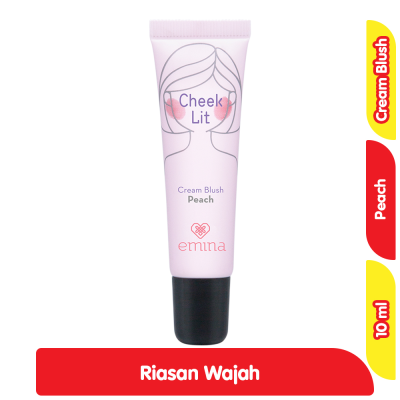 Cheek
Lit
Cream Blush
Peach
emina
Cream Blush
Peach
10 ml
Riasan Wajah